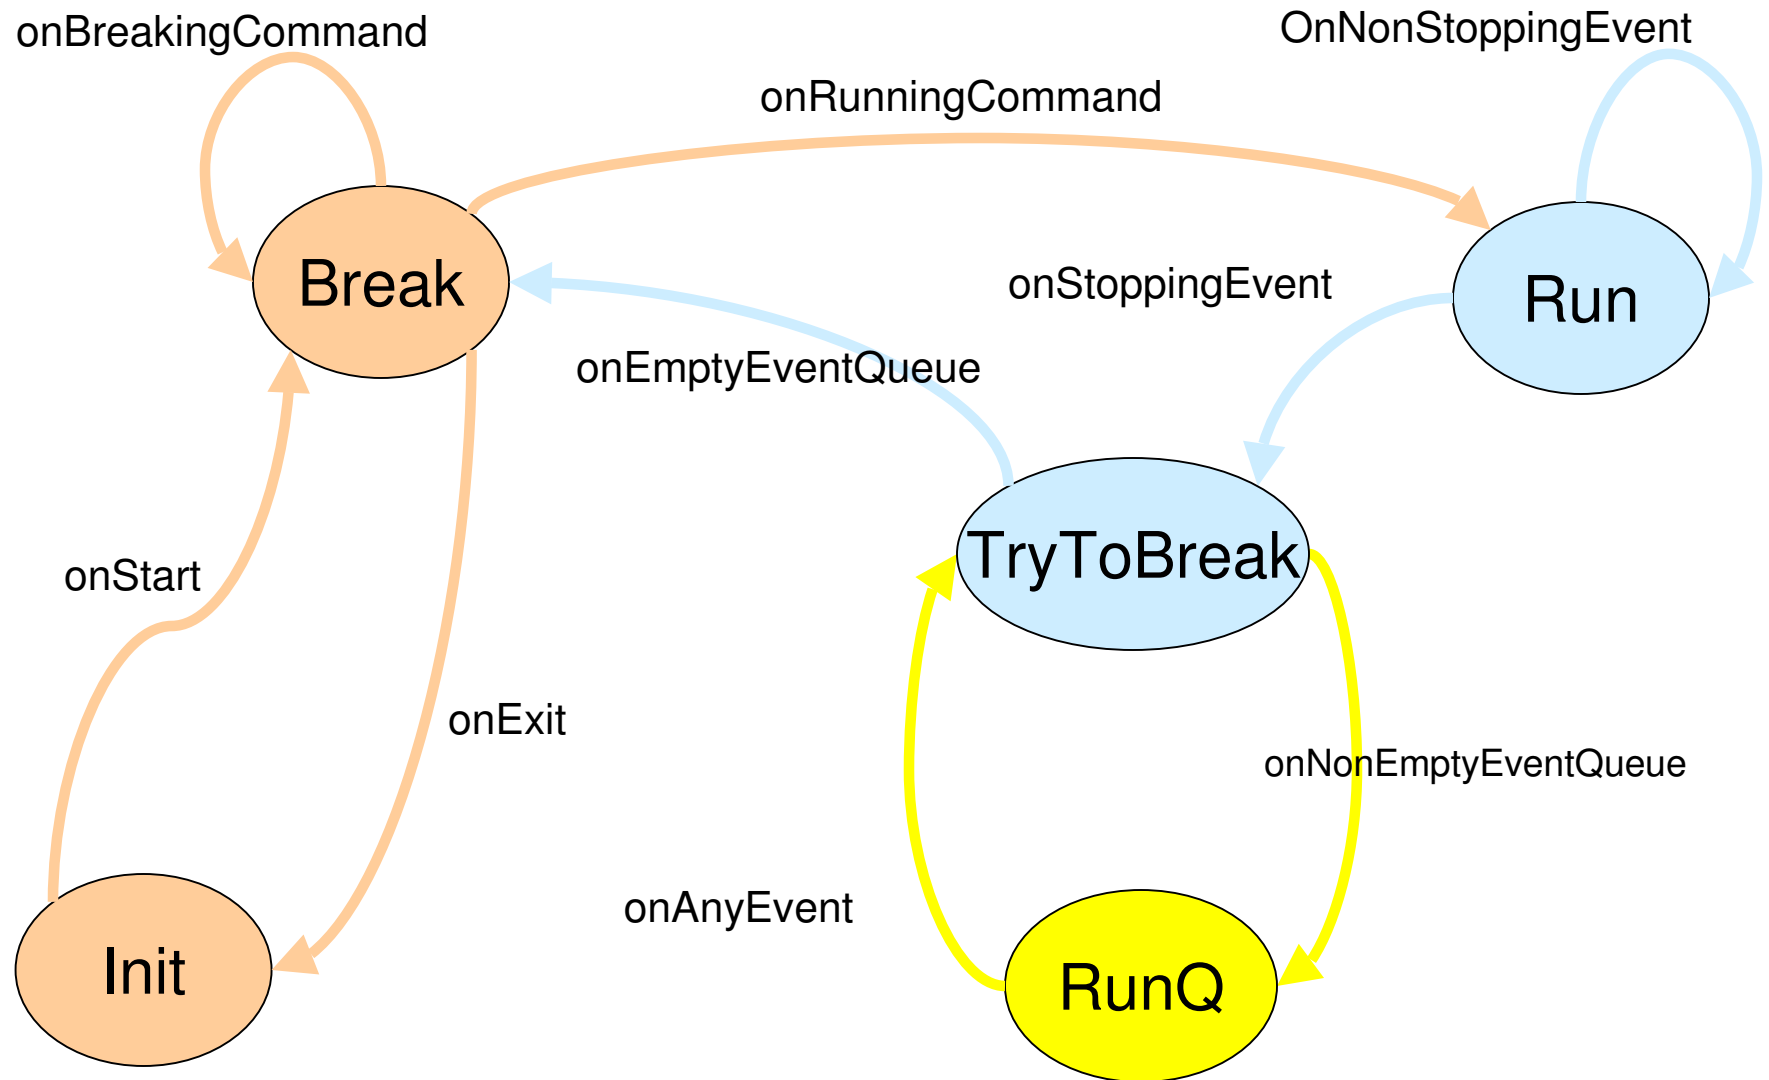 onBreakingCommand
OnNonStoppingEvent
onRunningCommand
Break
onStoppingEvent
Run
onEmptyEventQueue
TryToBreak
onStart
onExit
onNonEmptyEventQueue
onAnyEvent
Init
RunQ